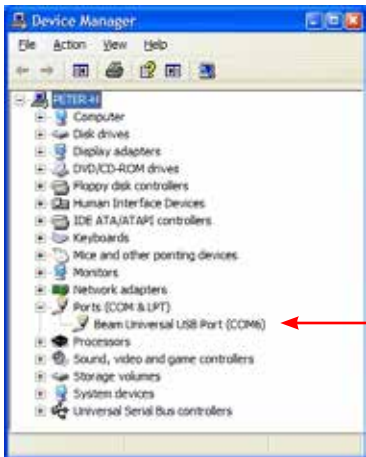 Device Manager
File Action View Help
PETER-H
Computer
Disk drives
Display adapters
DVD/CD-ROM drives
Floppy disk controllers
Human Interface Devices
IDE ATA/ATAPI controllers
Keyboards
Mice and other pointing devices
Monitors
Network adapters
Ports (COM & LPT)
Beam Universal USB Port (COM6)
Processors
Sound, video and game controllers
Storage volumes
System devices
Universal Serial Bus controllers